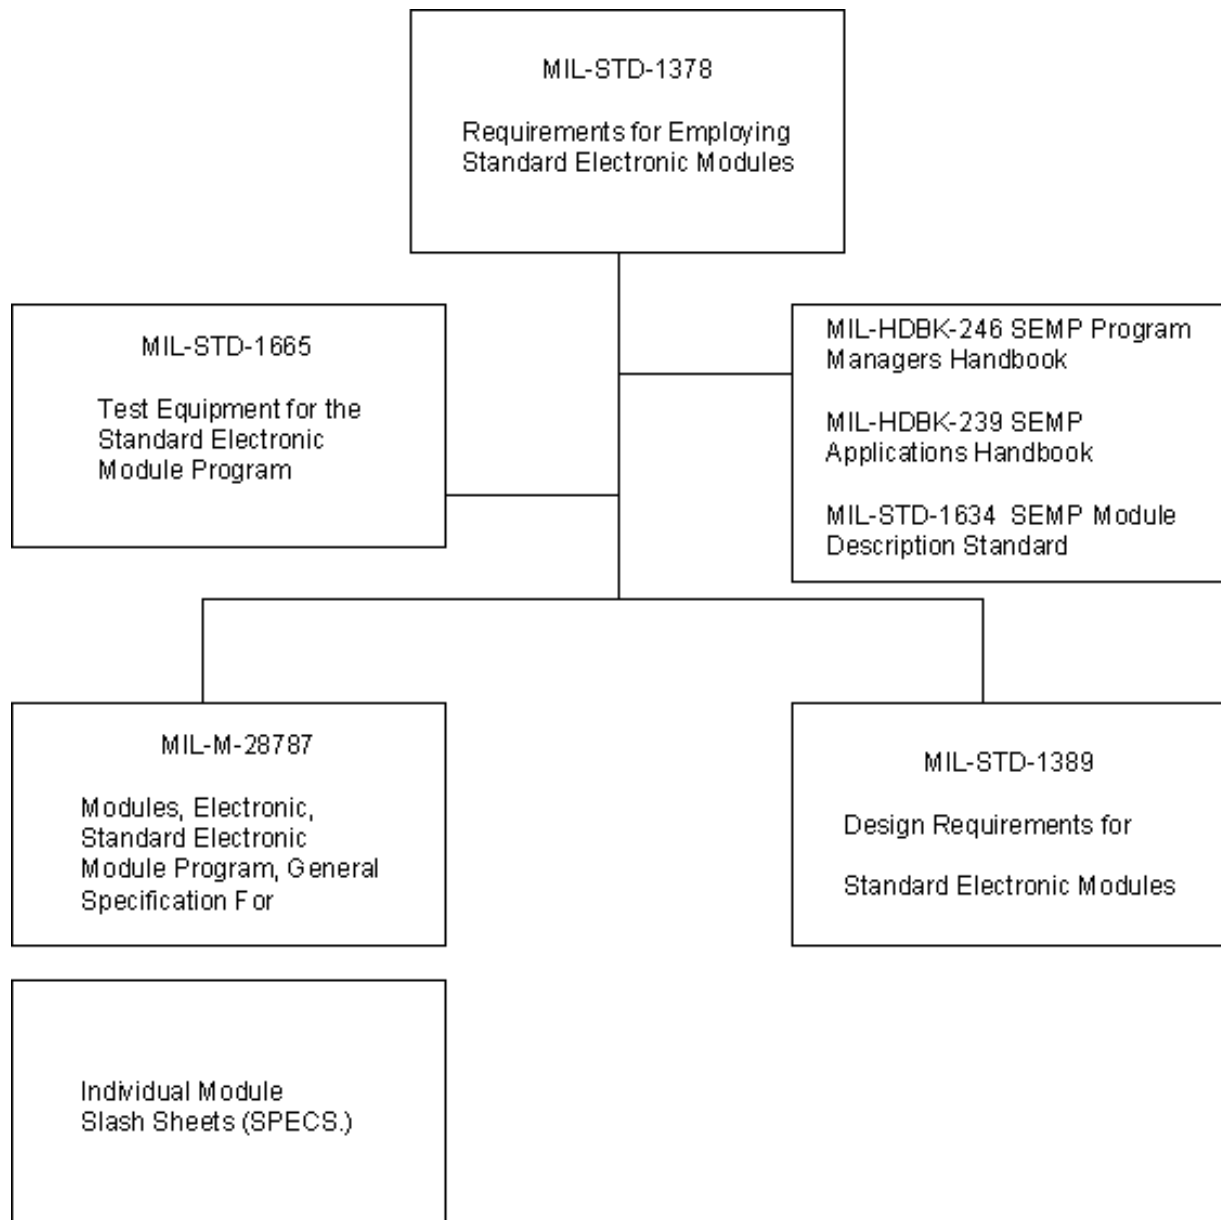 MIL-STD-1378
Requirements for Employing
Standard Electronic Modules
MIL-STD-1665
Test Equipment for the
Standard Electronic
Module Program
MIL-HDBK-246 SEMP Program
Managers Handbook
MIL-HDBK-239 SEMP
Applications Handbook
MIL-STD-1634 SEMP Module
Description Standard
MIL-M-28787
Modules, Electronic,
Standard Electronic
Module Program, General
Specification For
MIL-STD-1389
Design Requirements for
Standard Electronic Modules
Individual Module
Slash Sheets (SPECS.)